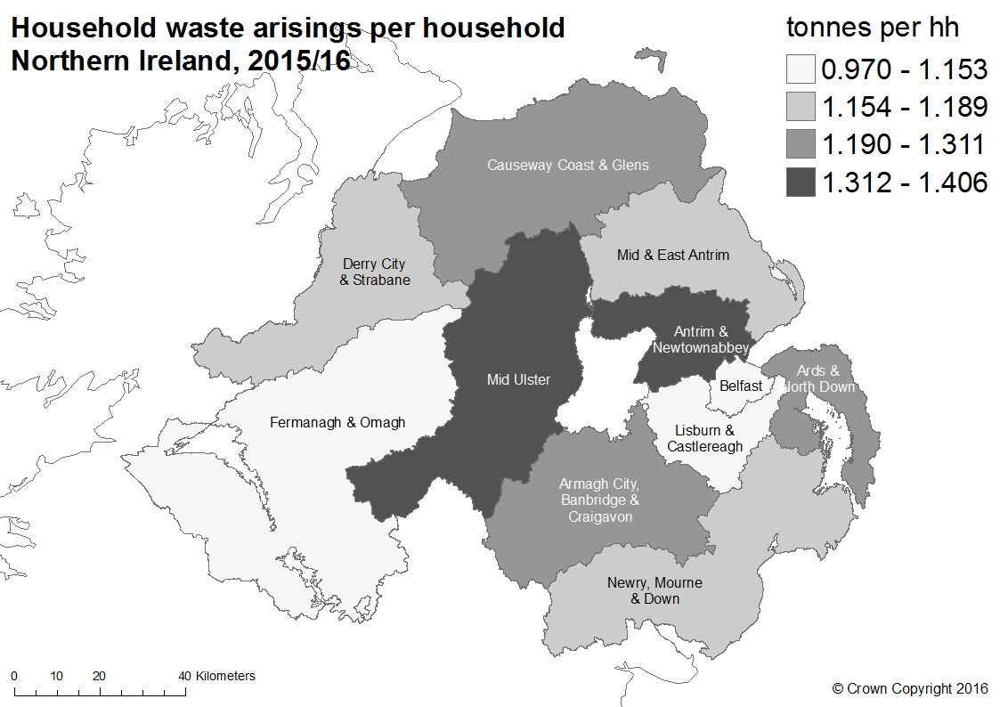 Household waste arisings per household
Northern Ireland, 2015/16
tonnes per hh
0.970 - 1.153
1.154 - 1.189
1.190 - 1.311
1.312 - 1.406
Causeway Coast & Glens
Derry City
& Strabane
Mid & East Antrim
Antrim &
Newtownabbey
Mid Ulster
Belfast
Ards &
North Down
Fermanagh & Omagh
Lisburn &
Castlereagh
Armagh City,
Banbridge &
Craigavon
Newry, Mourne
& Down
0 10 20 40 Kilometers
© Crown Copyright 2016